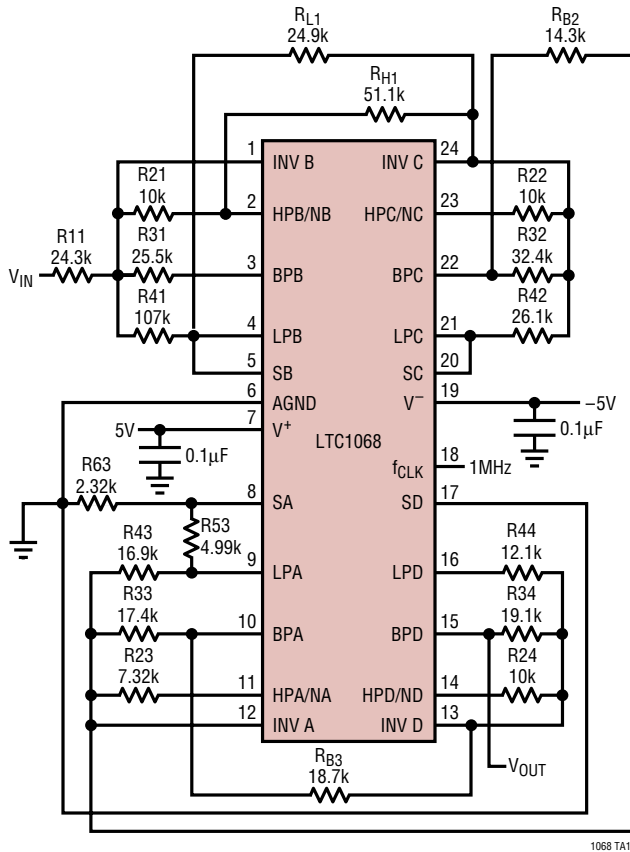 RL1
24.9k
RB2
14.3k
RH1
51.1k
1
INV B
INV C
24
R21
10k
2
HPB/NB
HPC/NC
23
R22
10k
R11
24.3k
VIN
R31
25.5k
3
BPB
BPC
22
R32
32.4k
R41
107k
4
LPB
LPC
21
R42
26.1k
5
SB
SC
20
6
AGND
V–
19
–5V
5V
7
V+
0.1µF
LTC1068
0.1µF
fCLK
18
1MHz
R63
2.32k
8
SA
SD
17
R53
4.99k
R43
16.9k
9
LPA
LPD
16
R44
12.1k
R33
17.4k
10
BPA
BPD
15
R34
19.1k
R23
7.32k
11
HPA/NA
HPD/ND
14
R24
10k
12
INV A
INV D
13
RB3
18.7k
VOUT
1068 TA1